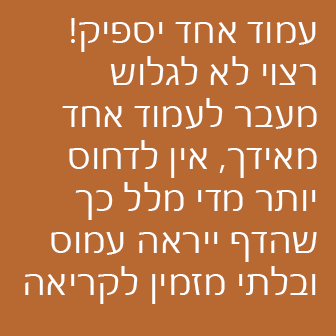 עמוד אחד יספיק!
רצוי לא לגלוש
מעבר לעמוד אחד
מאידך, אין לדחוס
יותר מדי מלל כך
שהדף ייראה עמוס
ובלתי מזמין לקריאה